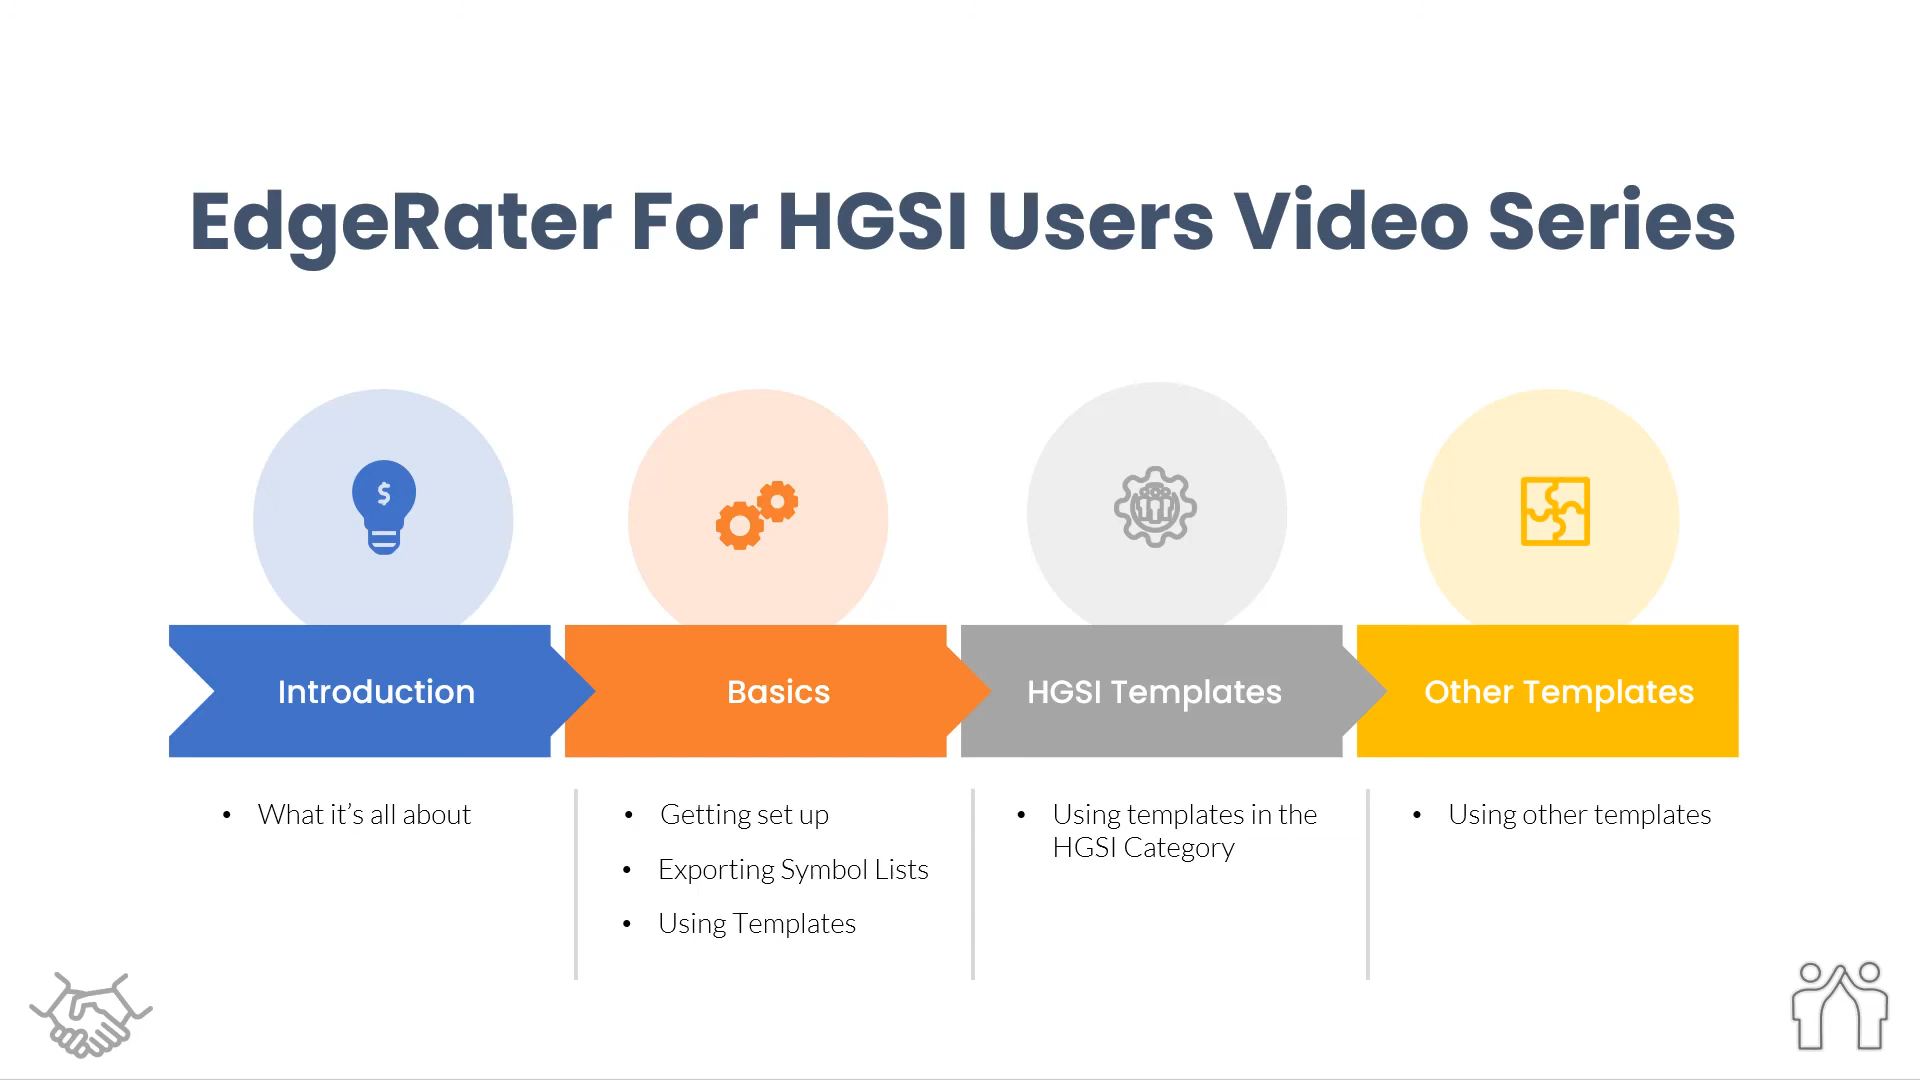 EdgeRater For HGSI Users Video Series
$
Introduction
Basics
HGSI Templates
Other Templates
• What it’s all about
• Getting set up
• Exporting Symbol Lists
• Using Templates
• Using templates in the
HGSI Category
• Using other templates